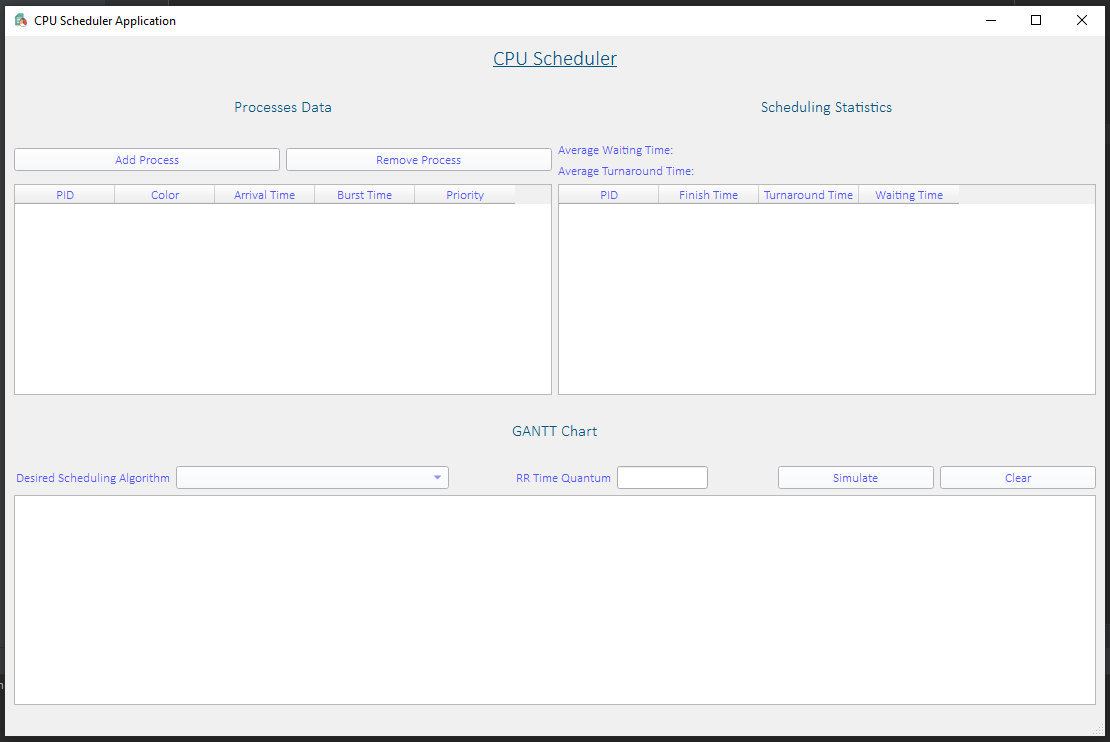 CPU Scheduler Application
CPU Scheduler
Processes Data
Scheduling Statistics
Add Process
Remove Process
Average Waiting Time:
Average Turnaround Time:
PID Color Arrival Time Burst Time Priority
PID Finish Time Turnaround Time Waiting Time
GANTT Chart
Desired Scheduling Algorithm
RR Time Quantum
Simulate
Clear